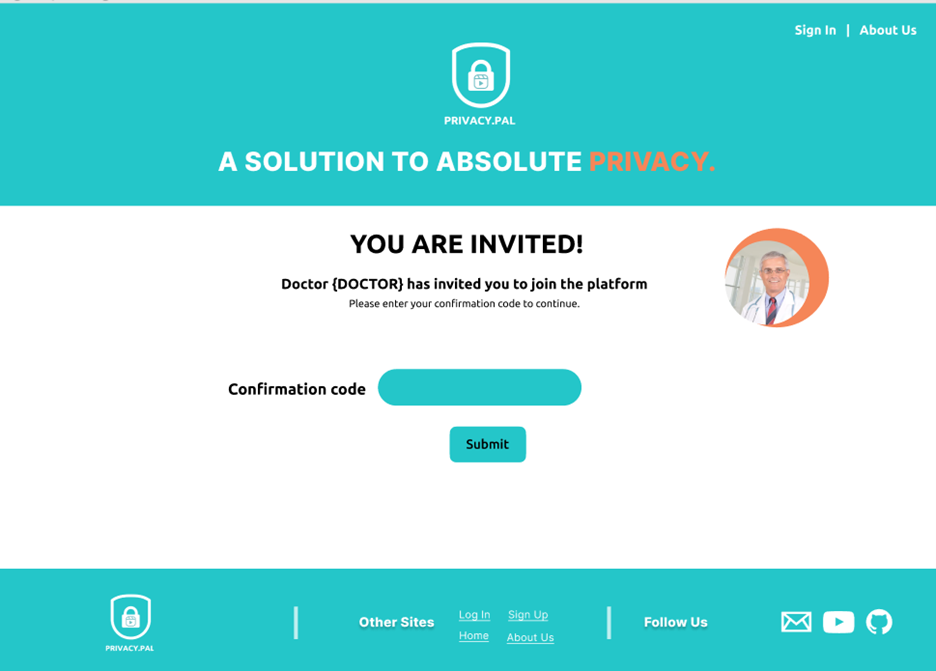 Sign In | About Us
PRIVACY.PAL
A SOLUTION TO ABSOLUTE PRIVACY.
YOU ARE INVITED!
Doctor {DOCTOR} has invited you to join the platform
Please enter your confirmation code to continue.
Confirmation code
Submit
PRIVACY.PAL
Other Sites
Log In
Sign Up
Home
About Us
Follow Us